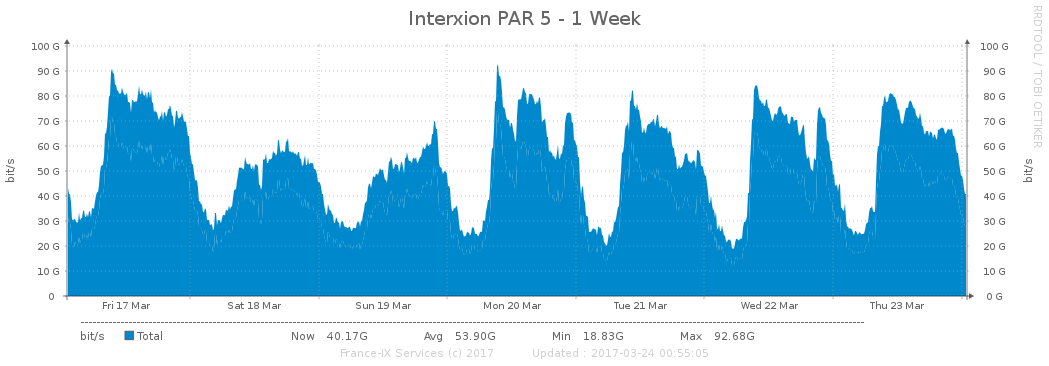 Interxion PAR 5 - 1 Week
RRDTOOL / TOBI OETIKER
bit/s
bit/s
100 G 100 G
90 G 90 G
80 G 80 G
70 G 70 G
60 G 60 G
50 G 50 G
40 G 40 G
30 G 30 G
20 G 20 G
10 G 10 G
0 0 G
Fri 17 Mar Sat 18 Mar Sun 19 Mar Mon 20 Mar Tue 21 Mar Wed 22 Mar Thu 23 Mar
bit/s Total Now 40.17G Avg 53.90G Min 18.83G Max 92.68G
France-IX Services (c) 2017 Updated : 2017-03-24 00:55:05